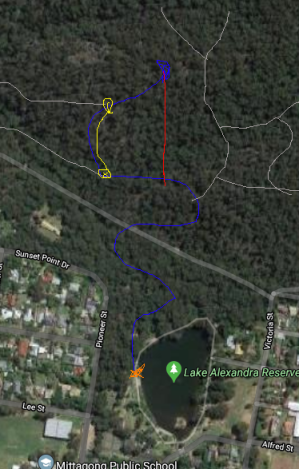 Sunset Point Dr
Pioneer St
Victoria St
Lake Alexandra Reserve
Lee St
Alfred St
Mittagong Public School